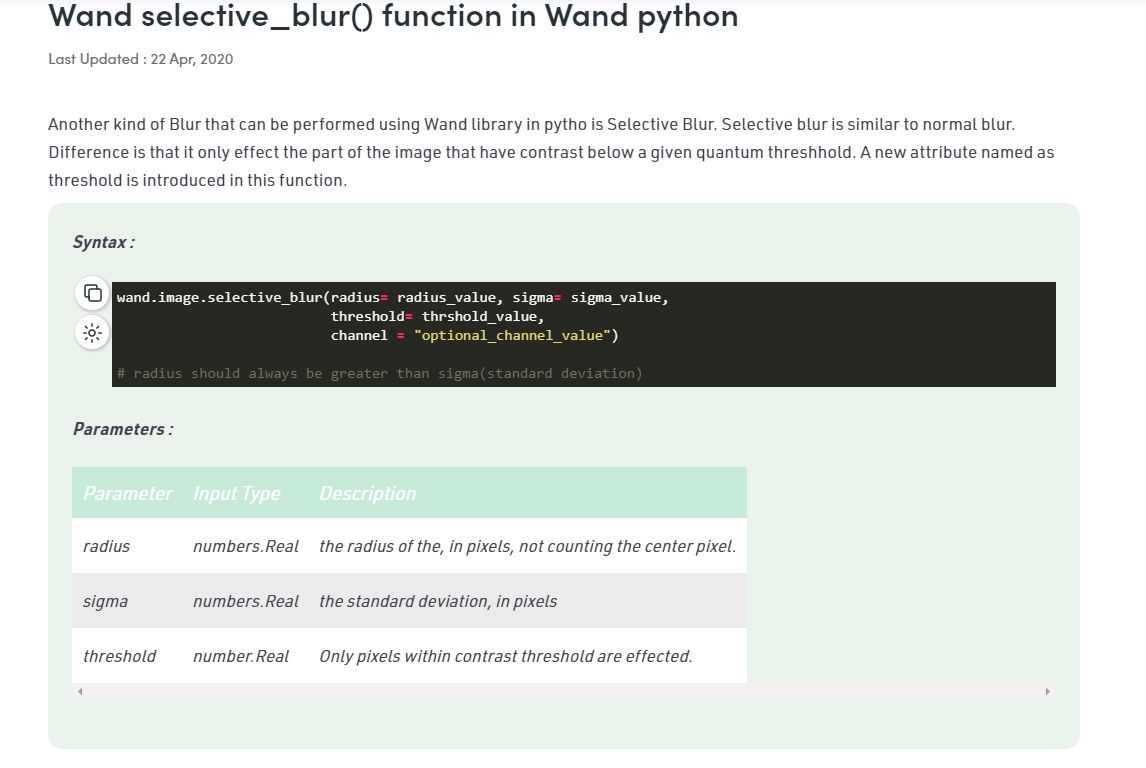 Wand selective_blur() function in Wand python
Last Updated : 22 Apr, 2020
Another kind of Blur that can be performed using Wand library in pytho is Selective Blur. Selective blur is similar to normal blur.
Difference is that it only effect the part of the image that have contrast below a given quantum threshhold. A new attribute named as
threshold is introduced in this function.
Syntax :
wand.image.selective_blur(radius= radius_value, sigma= sigma_value,
threshold= thrshold_value,
channel = "optional_channel_value")
# radius should always be greater than sigma(standard deviation)
Parameters :
Parameter Input Type Description
radius numbers.Real the radius of the, in pixels, not counting the center pixel.
sigma numbers.Real the standard deviation, in pixels
threshold number.Real Only pixels within contrast threshold are effected.